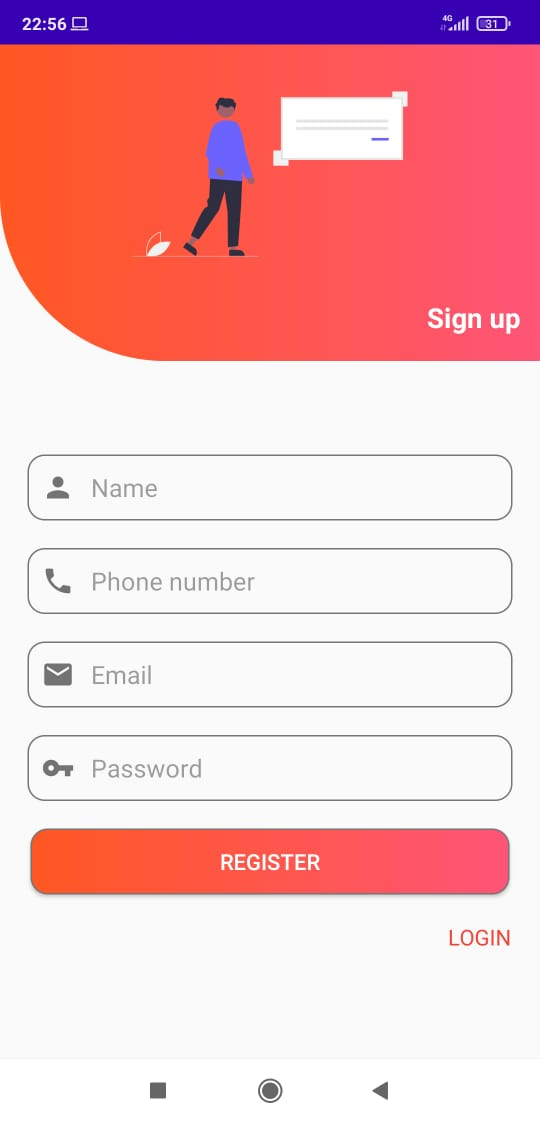 22:56
4G
31
Sign up
Name
Phone number
Email
Password
REGISTER
LOGIN